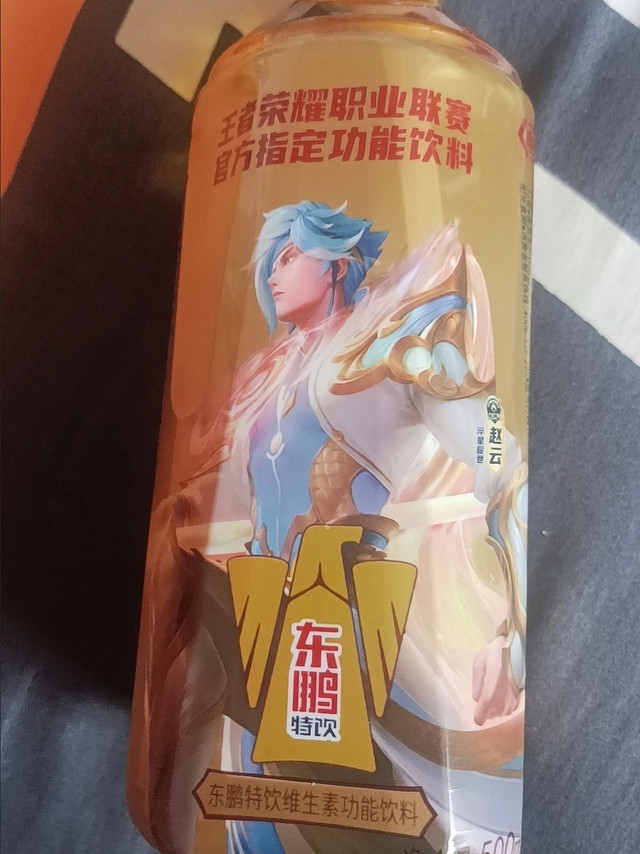 王者荣耀职业联赛
官方指定功能饮料
赵云
东鹏
特饮
东鹏特饮维生素功能饮料
500